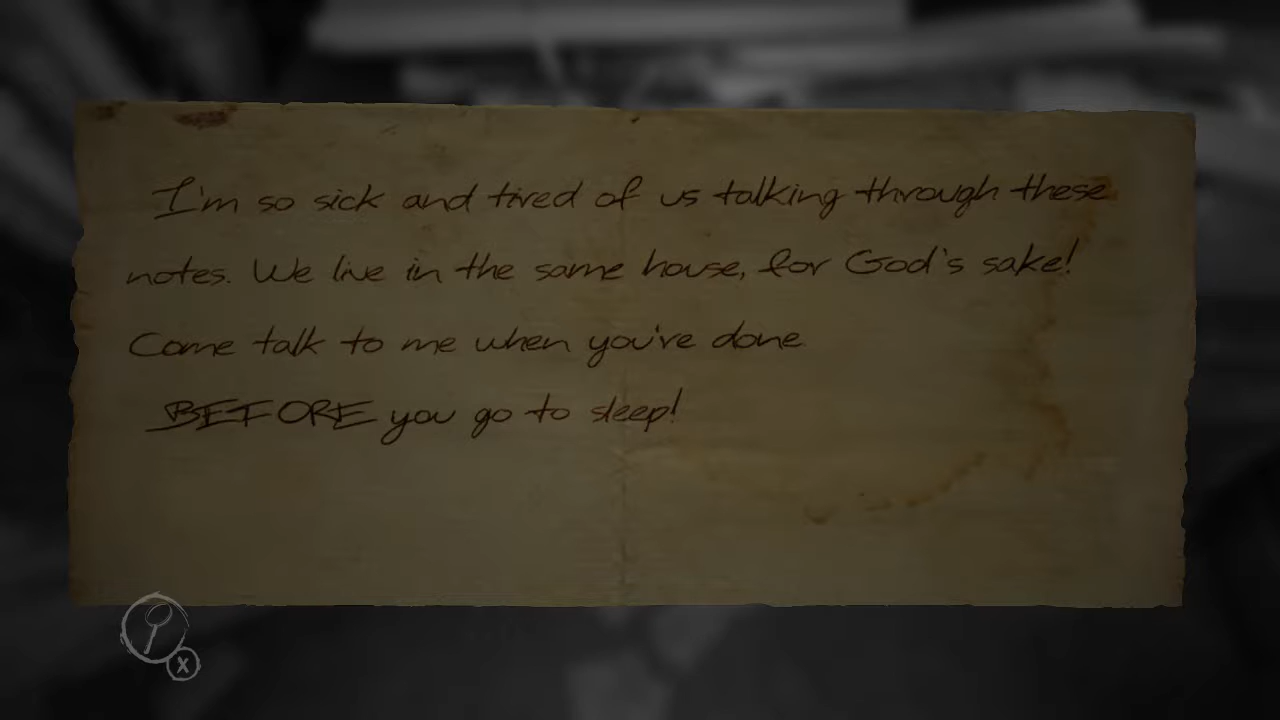 I'm so sick and tired of us talking through these
notes. We live in the same house, for God's sake!
Come talk to me when you're done.
BEFORE you go to sleep!
X